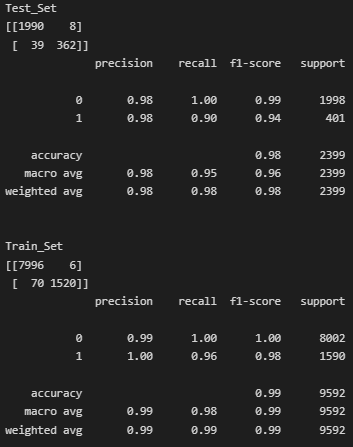 Test_Set
[[1990    8]
 [  39  362]]
              precision    recall  f1-score   support

           0       0.98      1.00      0.99      1998
           1       0.98      0.90      0.94       401

    accuracy                           0.98      2399
   macro avg       0.98      0.95      0.96      2399
weighted avg       0.98      0.98      0.98      2399

Train_Set
[[7996    6]
 [  70 1520]]
              precision    recall  f1-score   support

           0       0.99      1.00      1.00      8002
           1       1.00      0.96      0.98      1590

    accuracy                           0.99      9592
   macro avg       0.99      0.98      0.99      9592
weighted avg       0.99      0.99      0.99      9592